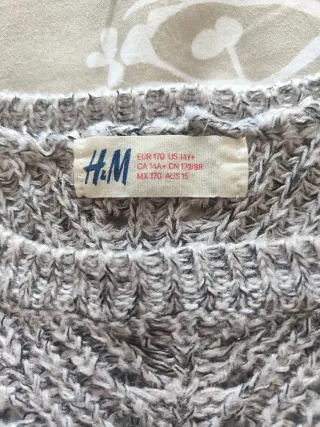 H&M
EUR 170 US 14Y+
CA 14A+ CN 170/88
MX 170 AUS 15